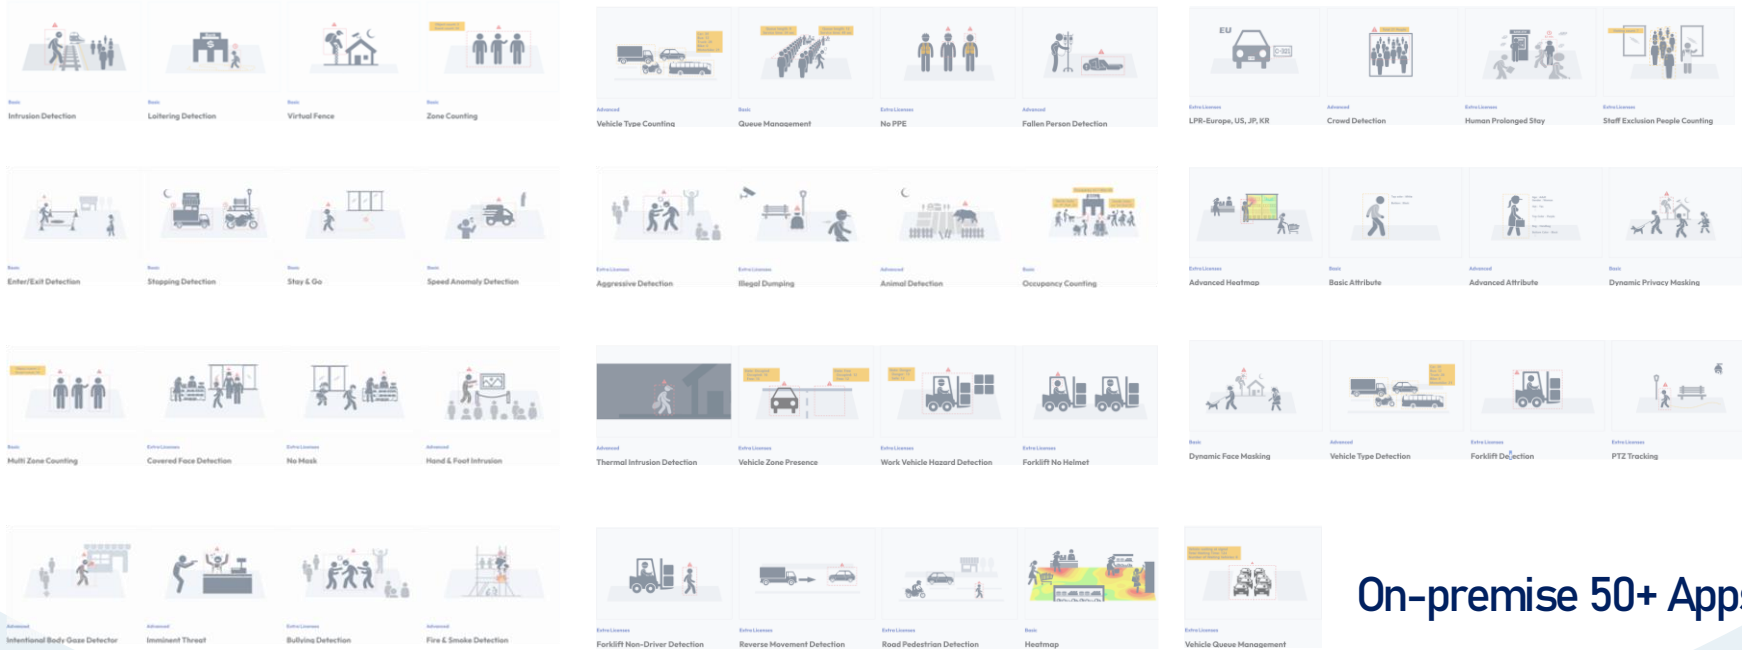 Basic
Intrusion Detection
Basic
Loitering Detection
Basic
Virtual Fence
Basic
Zone Counting
Advanced
Vehicle Type Counting
Basic
Queue Management
Extra Licenses
No PPE
Advanced
Fallen Person Detection
EU
Extra Licenses
LPR-Europe, US, JP, KR
Advanced
Crowd Detection
Extra Licenses
Human Prolonged Stay
Extra Licenses
Staff Exclusion People Counting
Basic
Enter/Exit Detection
Basic
Stopping Detection
Basic
Stay & Go
Basic
Speed Anomaly Detection
Extra Licenses
Aggressive Detection
Extra Licenses
Illegal Dumping
Advanced
Animal Detection
Basic
Occupancy Counting
Extra Licenses
Advanced Heatmap
Basic
Basic Attribute
Advanced
Advanced Attribute
Basic
Dynamic Privacy Masking
Basic
Multi Zone Counting
Extra Licenses
Covered Face Detection
Extra Licenses
No Mask
Advanced
Hand & Foot Intrusion
Advanced
Thermal Intrusion Detection
Extra Licenses
Vehicle Zone Presence
Extra Licenses
Work Vehicle Hazard Detection
Extra Licenses
Forklift No Helmet
Basic
Dynamic Face Masking
Advanced
Vehicle Type Detection
Extra Licenses
Forklift Detection
Extra Licenses
PTZ Tracking
Advanced
Intentional Body Gaze Detector
Advanced
Imminent Threat
Extra Licenses
Bullying Detection
Advanced
Fire & Smoke Detection
Extra Licenses
Forklift Non-Driver Detection
Extra Licenses
Reverse Movement Detection
Extra Licenses
Road Pedestrian Detection
Basic
Heatmap
Extra Licenses
Vehicle Queue Management
On-premise 50+ Apps